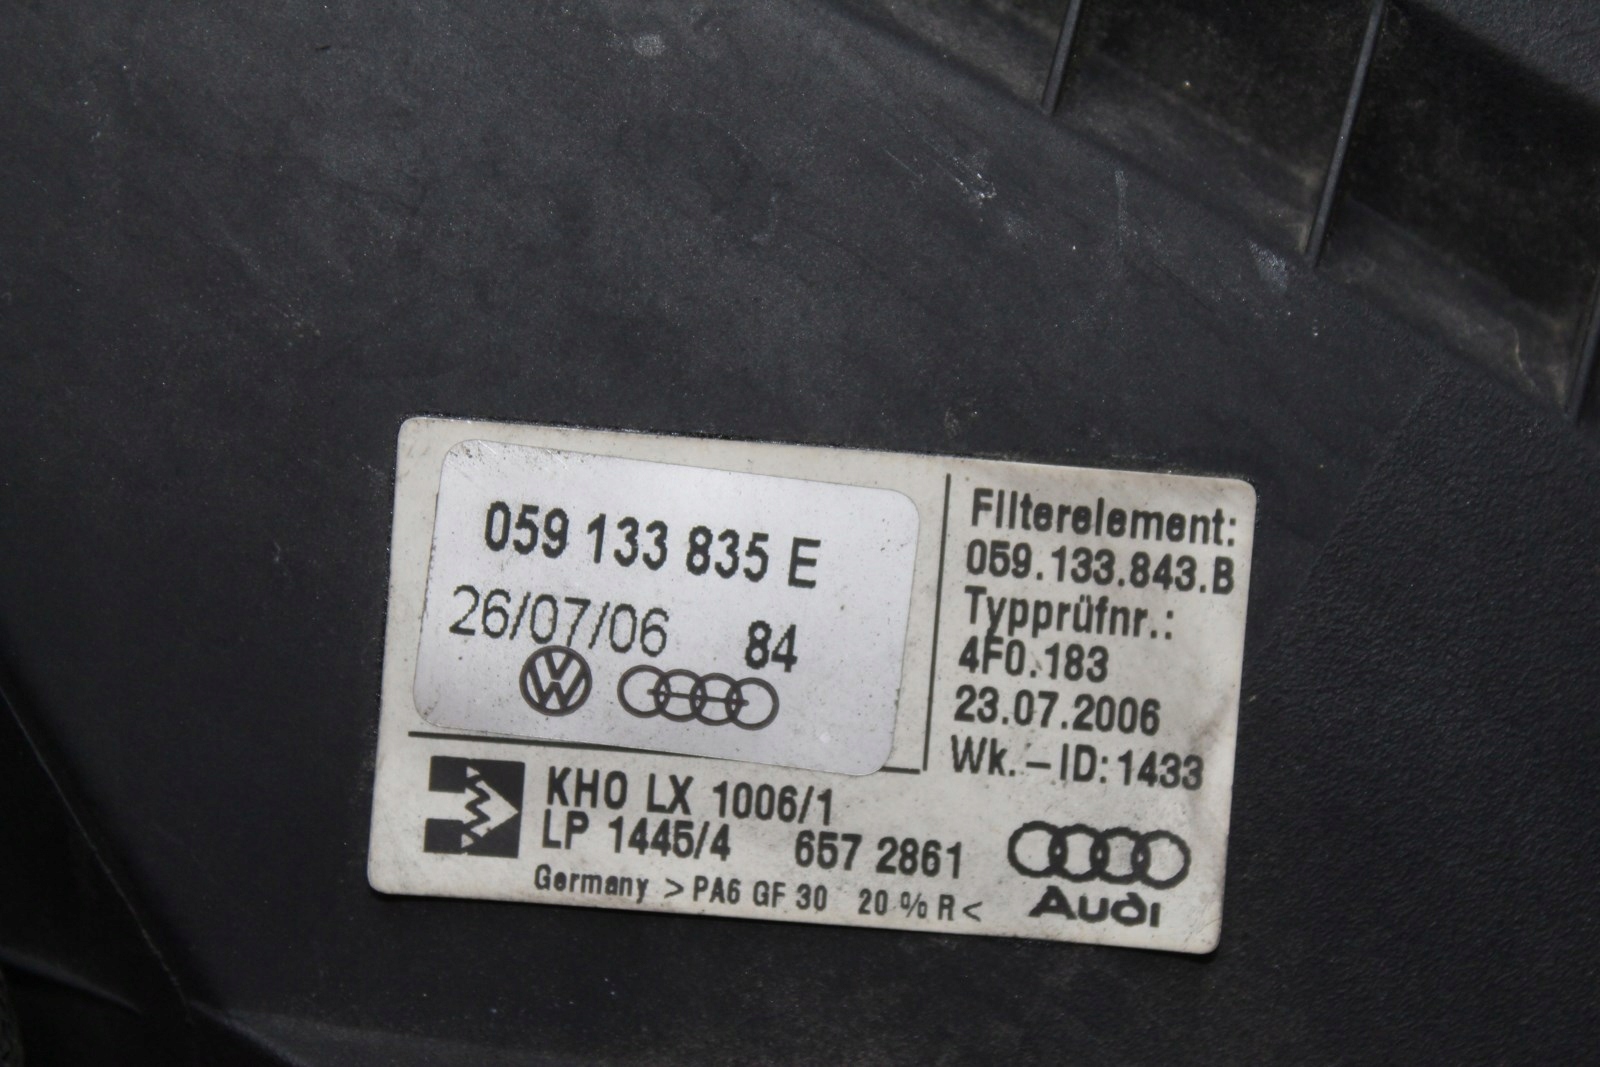 059 133 835 E
26/07/06 84
Filterelement:
059.133.843.B
Typprüfnr.:
4F0.183
23.07.2006
Wk.-ID:1433
KHO LX 1006/1
LP 1445/4 657 2861
Germany >PA6 GF 30 20 % R<
Audi